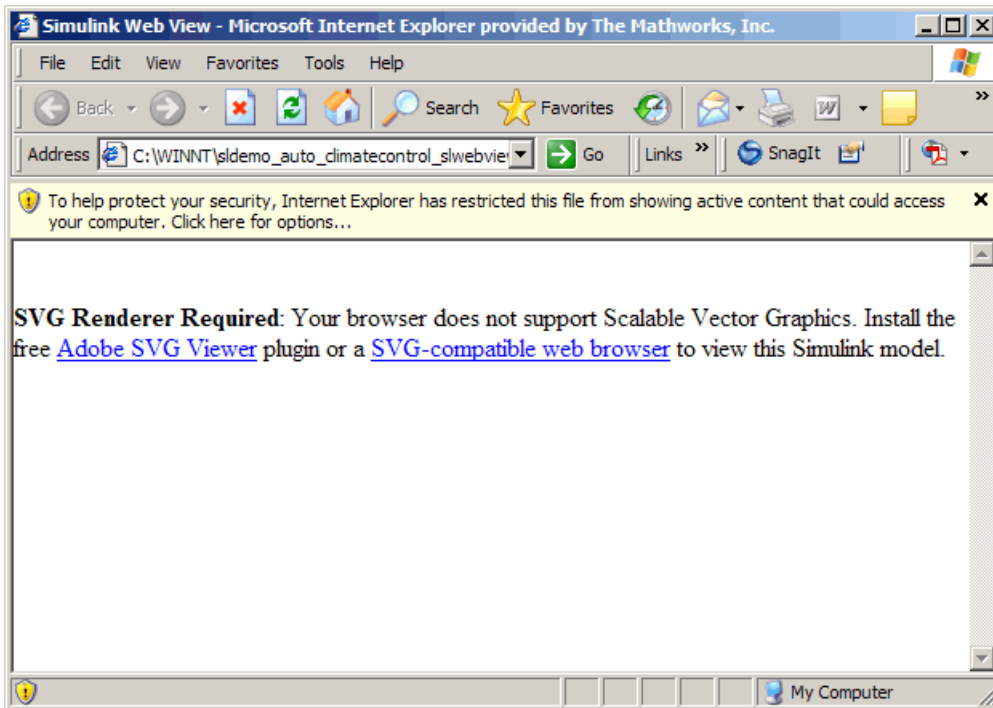 Simulink Web View - Microsoft Internet Explorer provided by The Mathworks, Inc.
File Edit View Favorites Tools Help
Back Search Favorites W »
Address C:\WINNT\sldemo_auto_climatecontrol_slwebview Go Links » SnagIt
To help protect your security, Internet Explorer has restricted this file from showing active content that could access
your computer. Click here for options...
SVG Renderer Required: Your browser does not support Scalable Vector Graphics. Install the
free Adobe SVG Viewer plugin or a SVG-compatible web browser to view this Simulink model.
My Computer